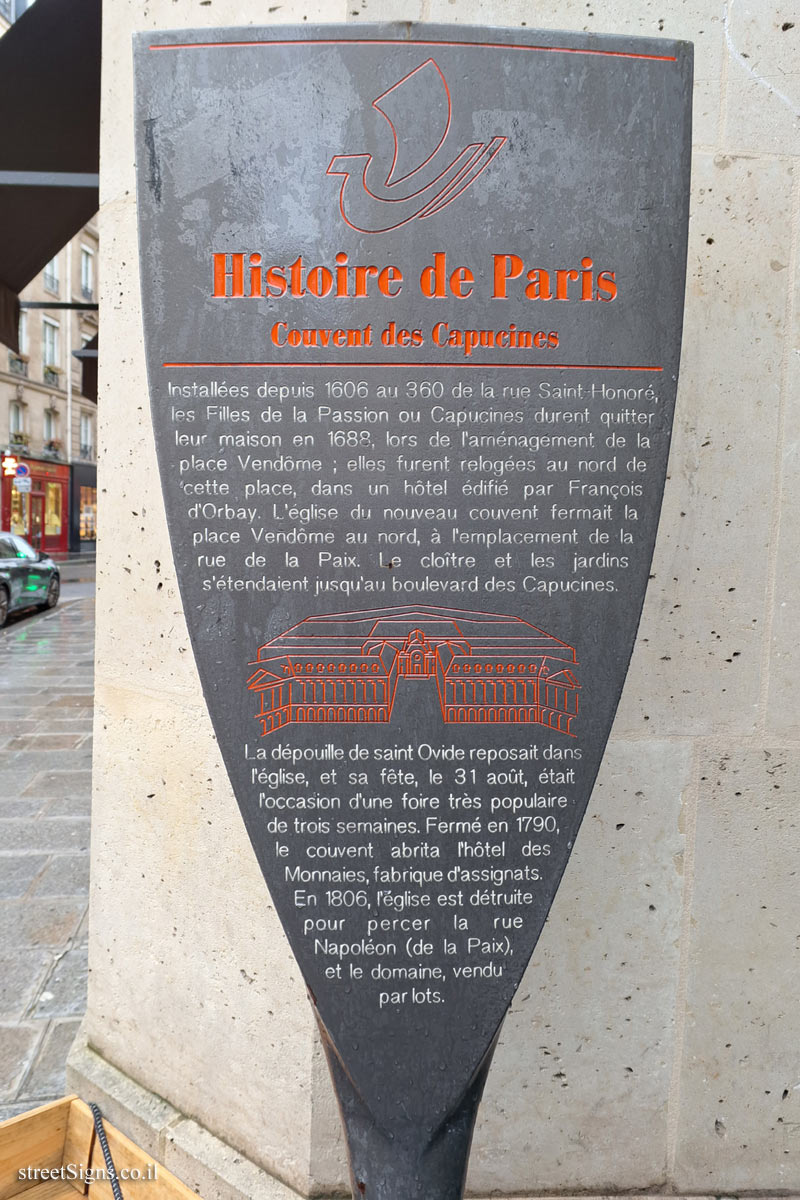 Histoire de Paris
Couvent des Capucines
Installées depuis 1606 au 360 de la rue Saint-Honoré,
les Filles de la Passion ou Capucines durent quitter
leur maison en 1688, lors de l'aménagement de la
place Vendôme ; elles furent relogées au nord de
cette place, dans un hôtel édifié par François
d'Orbay. L'église du nouveau couvent fermait la
place Vendôme au nord, à l'emplacement de la
rue de la Paix. Le cloître et les jardins
s'étendaient jusqu'au boulevard des Capucines.
La dépouille de saint Ovide reposait dans
l'église, et sa fête, le 31 août, était
l'occasion d'une foire très populaire
de trois semaines. Fermé en 1790,
le couvent abrita l'hôtel des
Monnaies, fabrique d'assignats.
En 1806, l'église est détruite
pour percer la rue
Napoléon (de la Paix),
et le domaine, vendu
par lots.
streetSigns.co.il